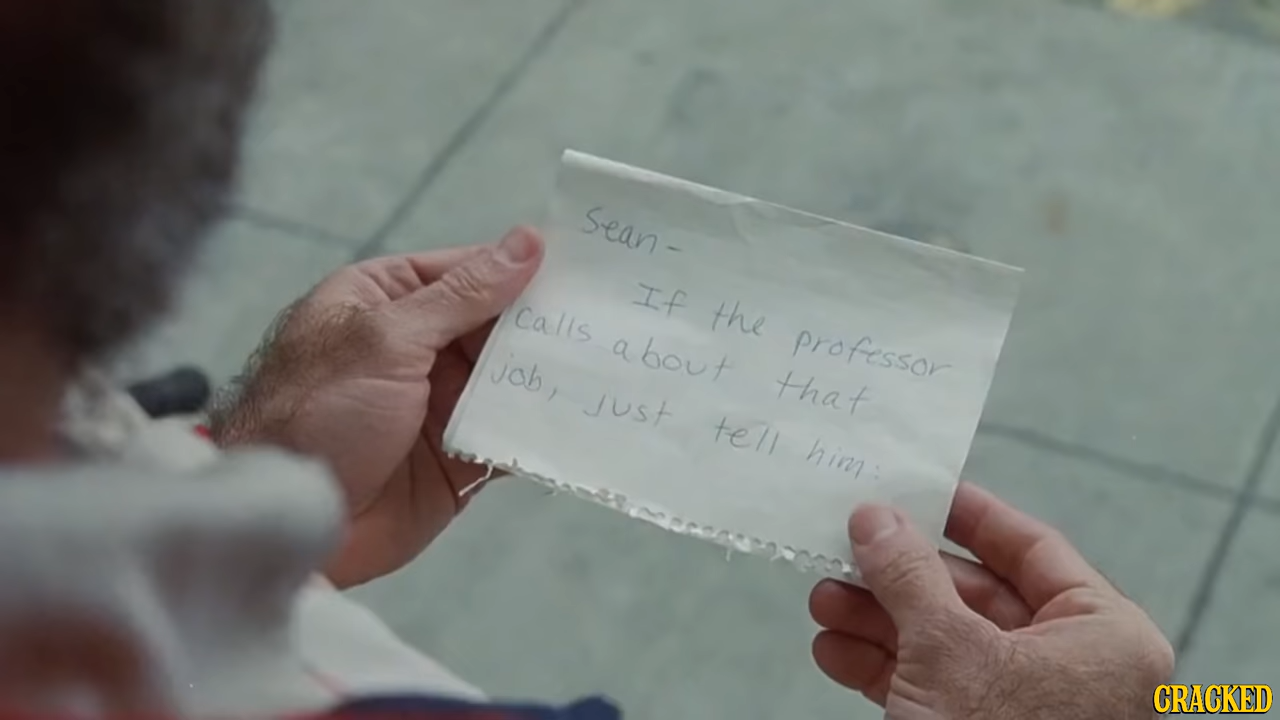 Sean-
If the professor
calls about that
job, just tell him:
CRACKED